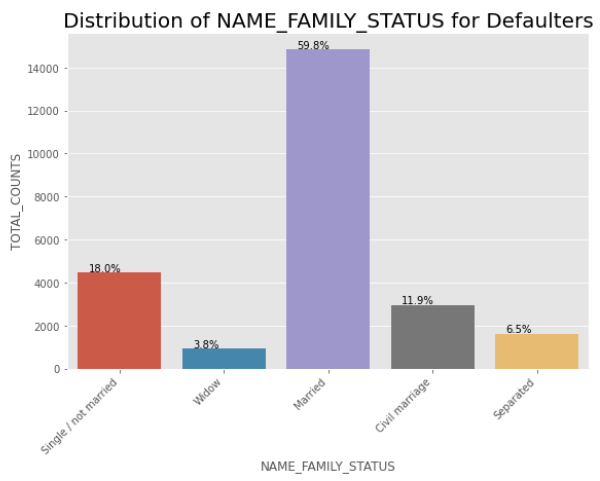 Distribution of NAME_FAMILY_STATUS for Defaulters
59.8%
14000
12000
10000
8000
6000
4000
2000
0
TOTAL_COUNTS
18.0%
3.8%
11.9%
6.5%
Single / not married
Widow
Married
Civil marriage
Separated
NAME_FAMILY_STATUS